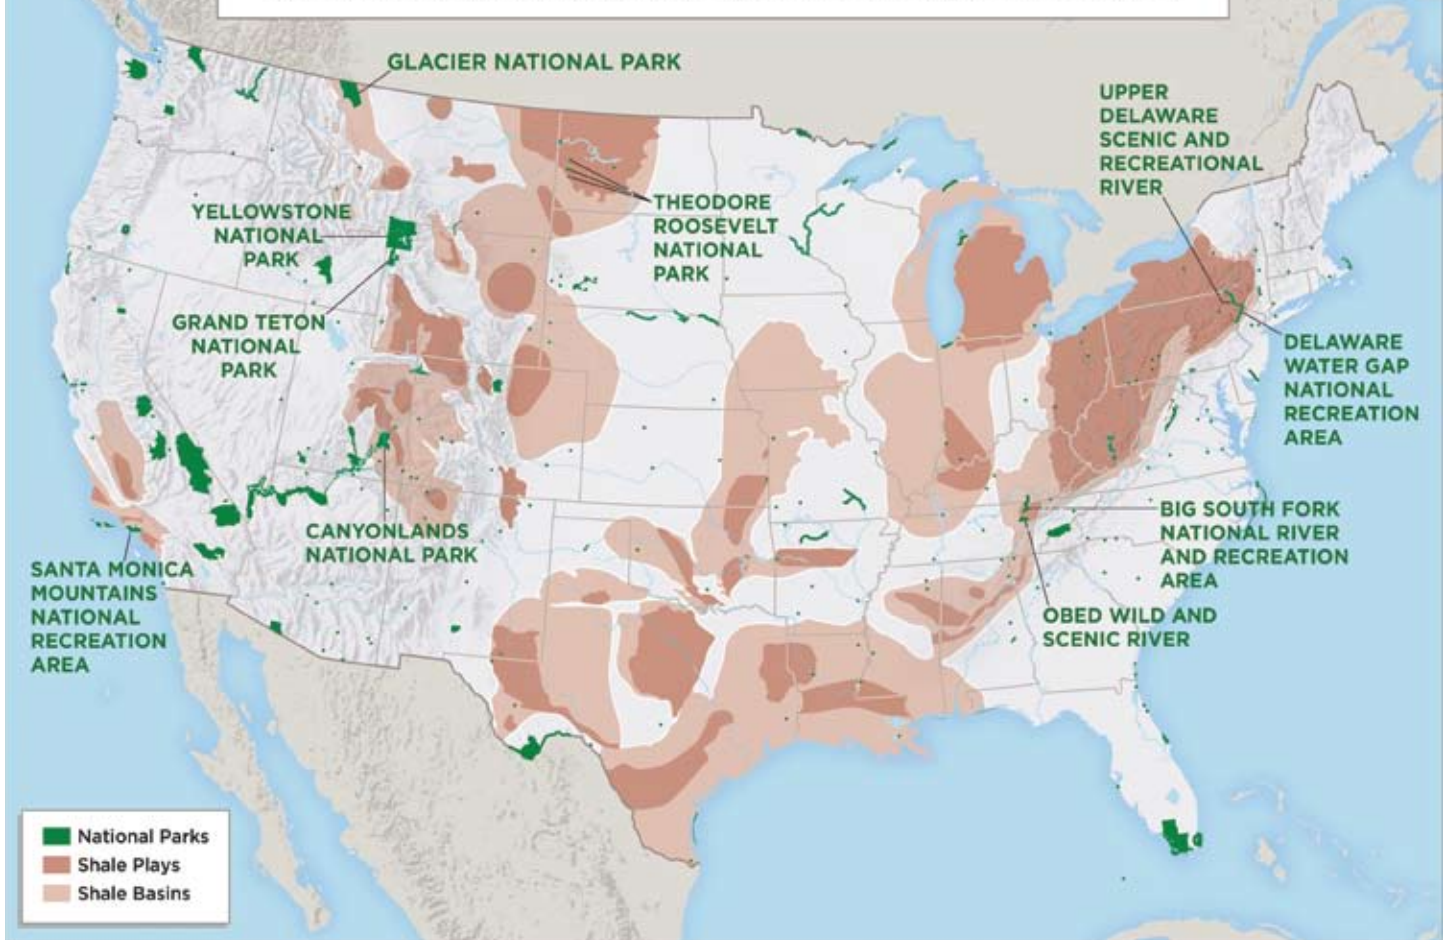 GLACIER NATIONAL PARK
UPPER
DELAWARE
SCENIC AND
RECREATIONAL
RIVER
YELLOWSTONE
NATIONAL
PARK
THEODORE
ROOSEVELT
NATIONAL
PARK
GRAND TETON
NATIONAL
PARK
DELAWARE
WATER GAP
NATIONAL
RECREATION
AREA
CANYONLANDS
NATIONAL PARK
BIG SOUTH FORK
NATIONAL RIVER
AND RECREATION
AREA
SANTA MONICA
MOUNTAINS
NATIONAL
RECREATION
AREA
OBED WILD AND
SCENIC RIVER
National Parks
Shale Plays
Shale Basins